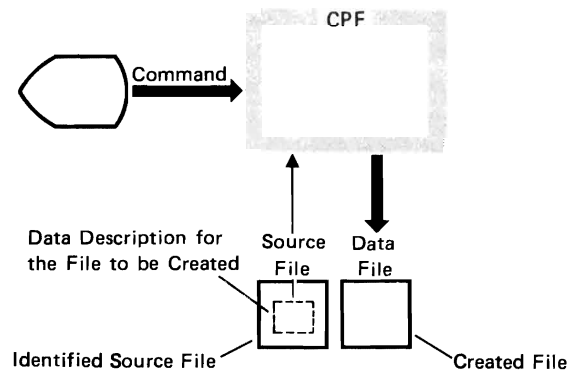 CPF
Command
Data Description for
the File to be Created
Source
File
Data
File
Identified Source File
Created File